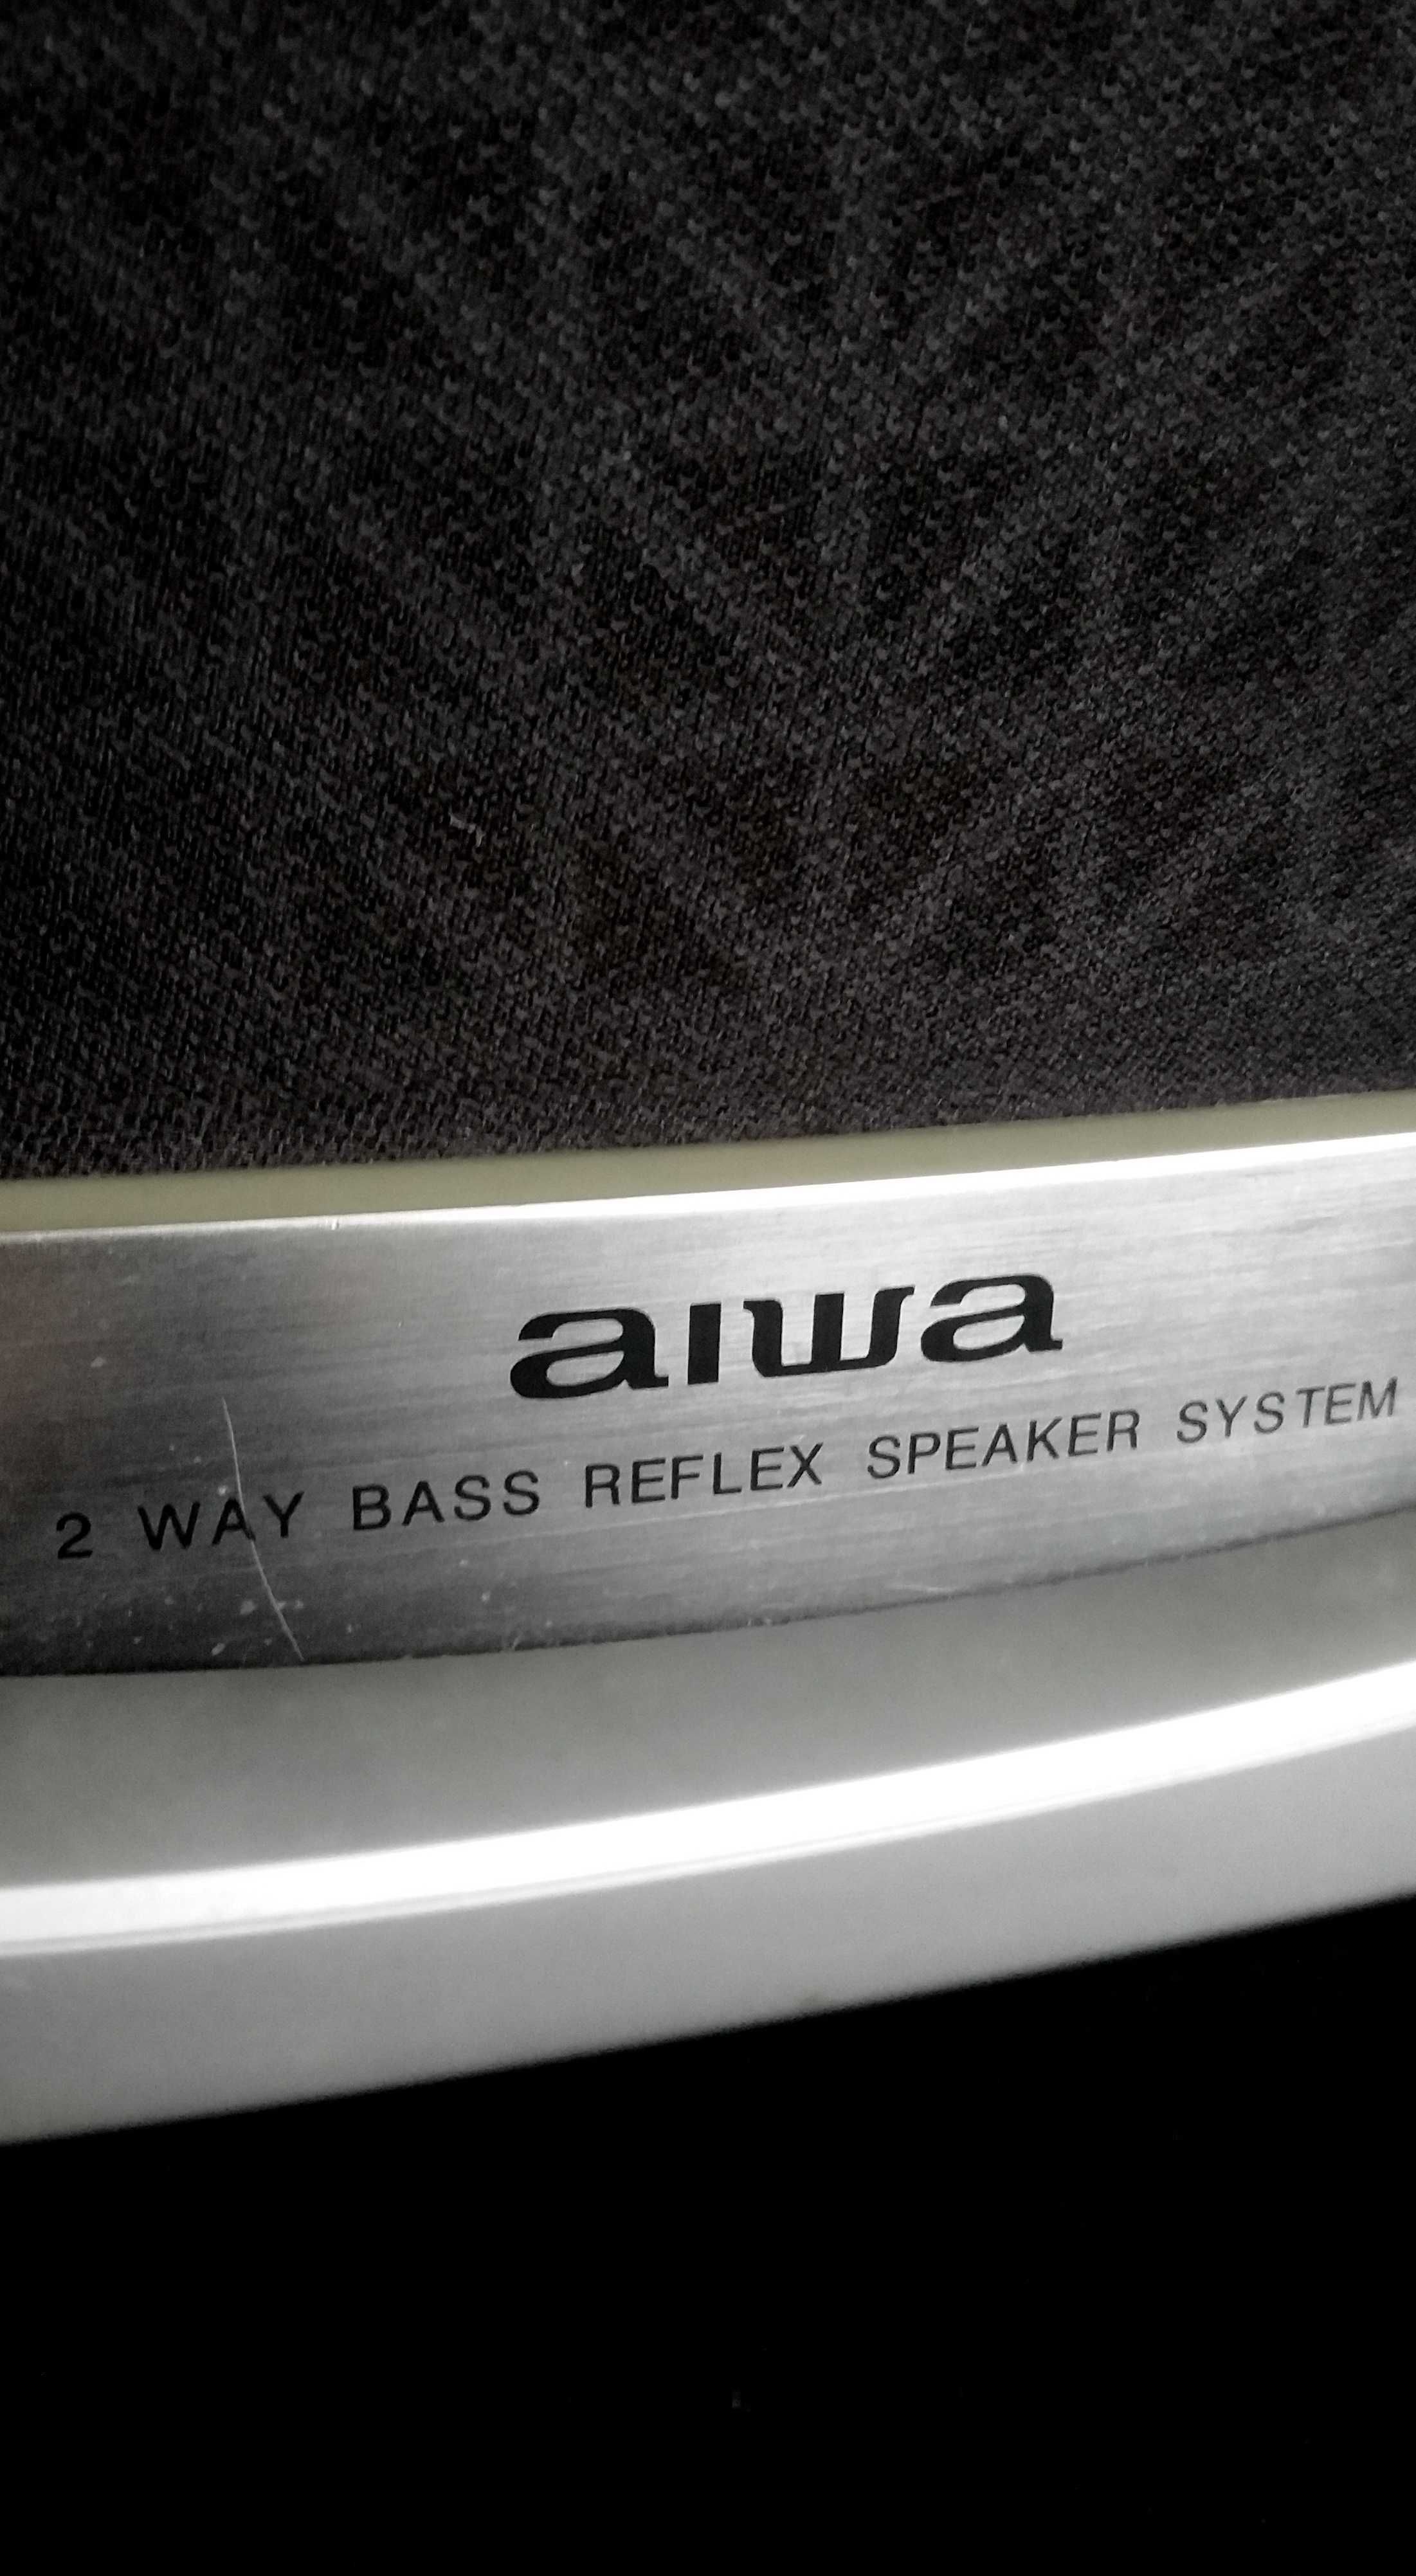 aiwa
2 WAY BASS REFLEX SPEAKER SYSTEM